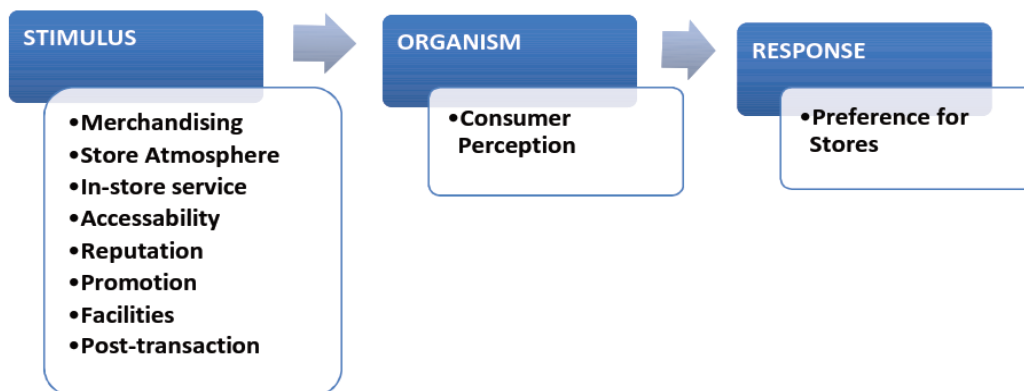 STIMULUS
•Merchandising
•Store Atmosphere
•In-store service
•Accessability
•Reputation
•Promotion
•Facilities
•Post-transaction
ORGANISM
•Consumer
Perception
RESPONSE
•Preference for
Stores